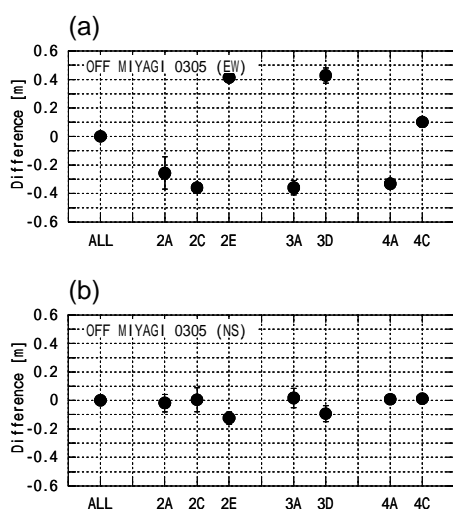 (a)
0.6
OFF MIYAGI 0305 (EW)
0.4
0.2
0
-0.2
-0.4
-0.6
Difference [m]
ALL 2A 2C 2E 3A 3D 4A 4C
(b)
0.6
OFF MIYAGI 0305 (NS)
0.4
0.2
0
-0.2
-0.4
-0.6
Difference [m]
ALL 2A 2C 2E 3A 3D 4A 4C